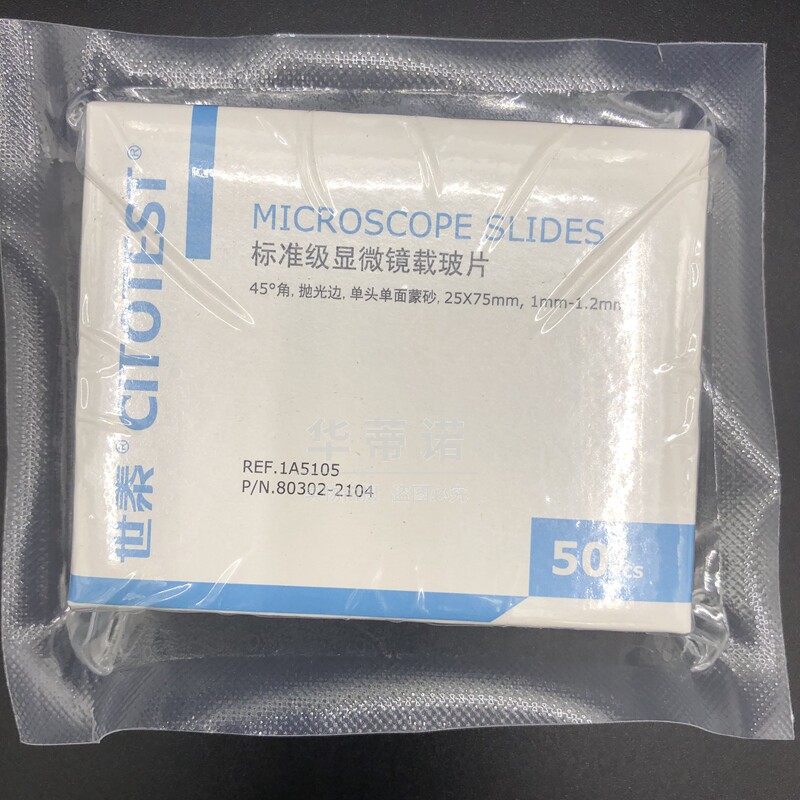 世泰® CITOTEST®
MICROSCOPE SLIDES
标准级显微镜载玻片
45°角, 抛光边, 单头单面蒙砂, 25X75mm, 1mm-1.2mm
华蒂诺
REF.1A5105
P/N.80302-2104
50